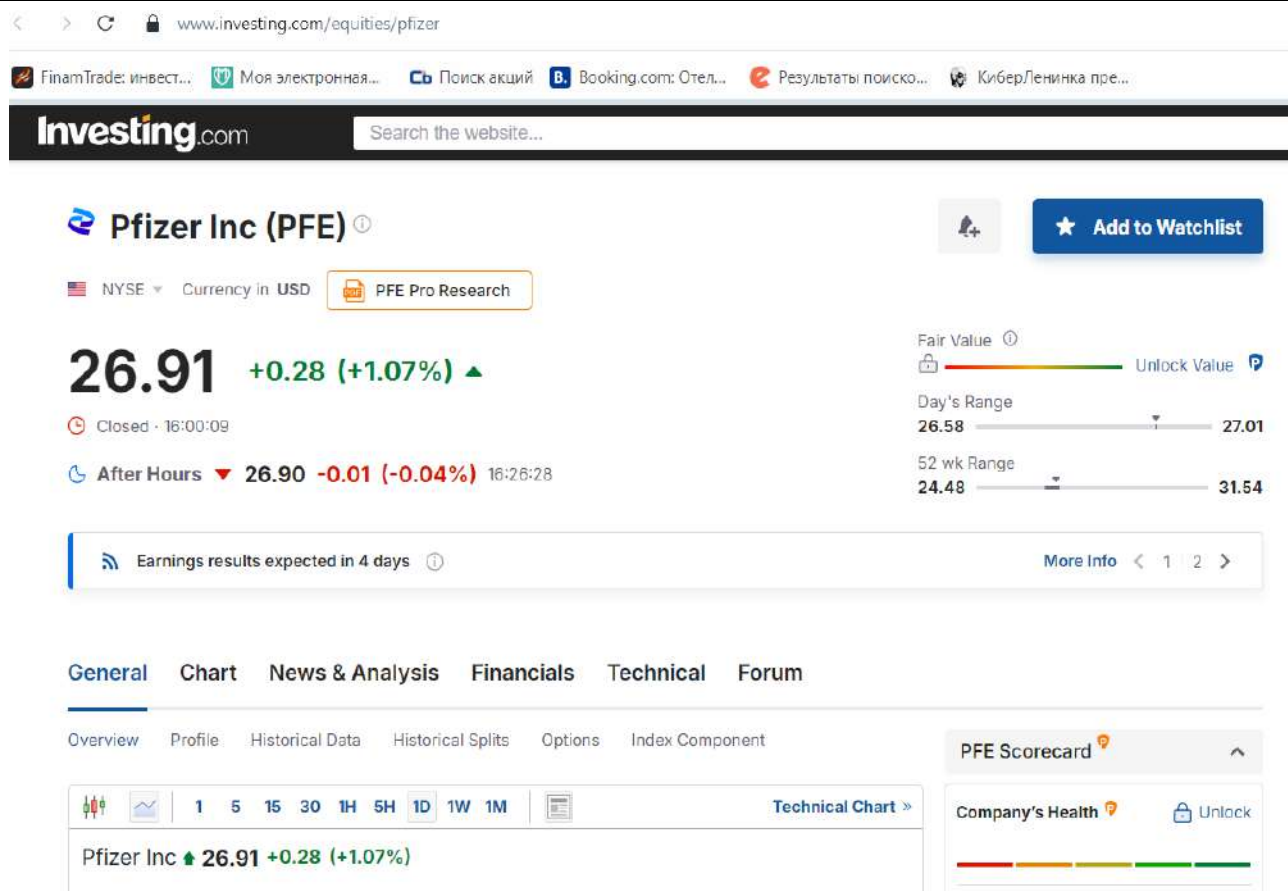 www.investing.com/equities/pfizer
FinamTrade: инвест... Моя электронная... Сb Поиск акций B. Booking.com: Отел... Результаты поиско... КиберЛенинка пре...
Investing.com Search the website...
Pfizer Inc (PFE)
Add to Watchlist
NYSE Currency in USD PDF PFE Pro Research
26.91 +0.28 (+1.07%)
Fair Value
Unlock Value
Closed · 16:00:09
Day's Range
26.58 27.01
After Hours 26.90 -0.01 (-0.04%) 16:26:28
52 wk Range
24.48 31.54
Earnings results expected in 4 days More Info 1 2
General Chart News & Analysis Financials Technical Forum
Overview Profile Historical Data Historical Splits Options Index Component
PFE Scorecard
1 5 15 30 1H 5H 1D 1W 1M Technical Chart »
Company's Health Unlock
Pfizer Inc 26.91 +0.28 (+1.07%)